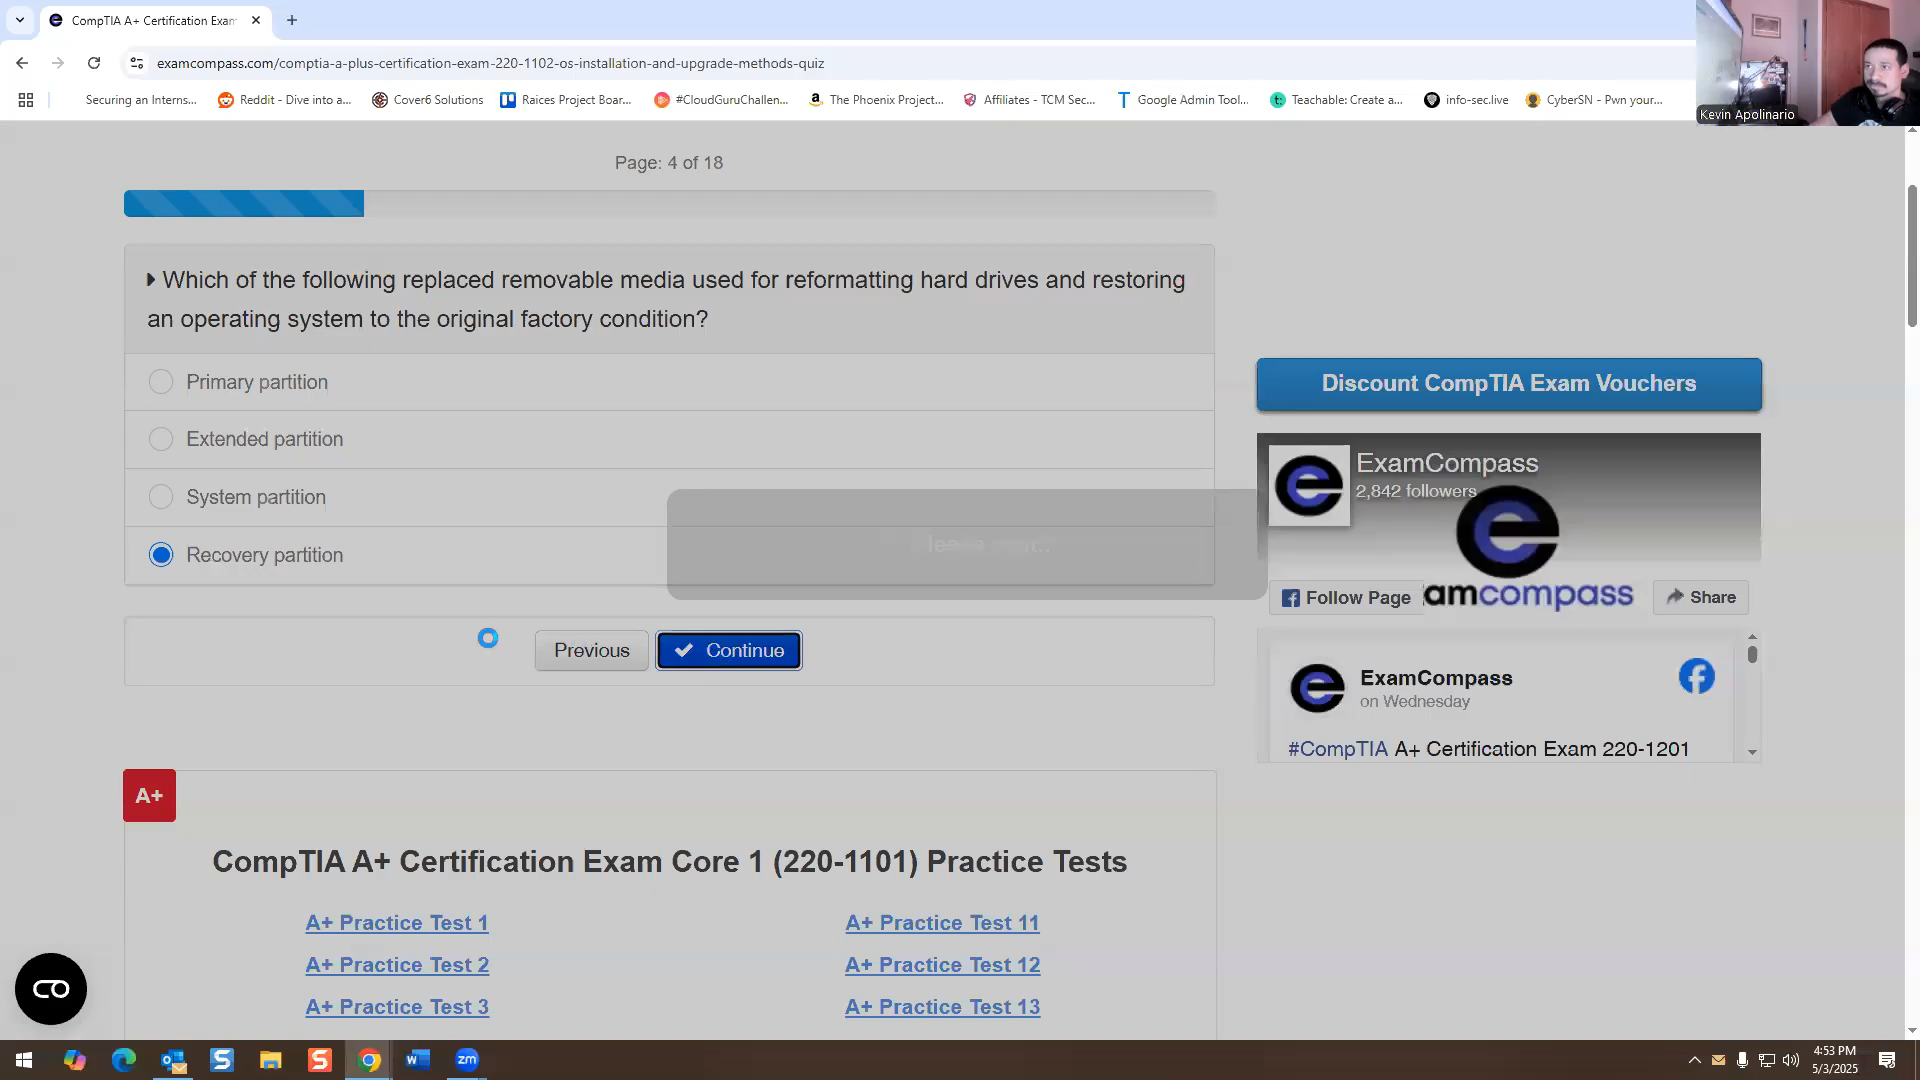 CompTIA A+ Certification Exam
examcompass.com/comptia-a-plus-certification-exam-220-1102-os-installation-and-upgrade-methods-quiz
Securing an Interns...
Reddit - Dive into a...
Cover6 Solutions
Raices Project Boar...
#CloudGuruChallen...
The Phoenix Project...
Affiliates - TCM Sec...
Google Admin Tool...
Teachable: Create a...
info-sec.live
CyberSN - Pwn your...
Kevin Apolinario
Page: 4 of 18
Which of the following replaced removable media used for reformatting hard drives and restoring
an operating system to the original factory condition?
Primary partition
Extended partition
System partition
Recovery partition
Previous
Continue
Discount CompTIA Exam Vouchers
ExamCompass
2,842 followers
amcompass
Follow Page
Share
ExamCompass
on Wednesday
#CompTIA A+ Certification Exam 220-1201
A+
CompTIA A+ Certification Exam Core 1 (220-1101) Practice Tests
A+ Practice Test 1
A+ Practice Test 11
A+ Practice Test 2
A+ Practice Test 12
A+ Practice Test 3
A+ Practice Test 13
4:53 PM
5/3/2025